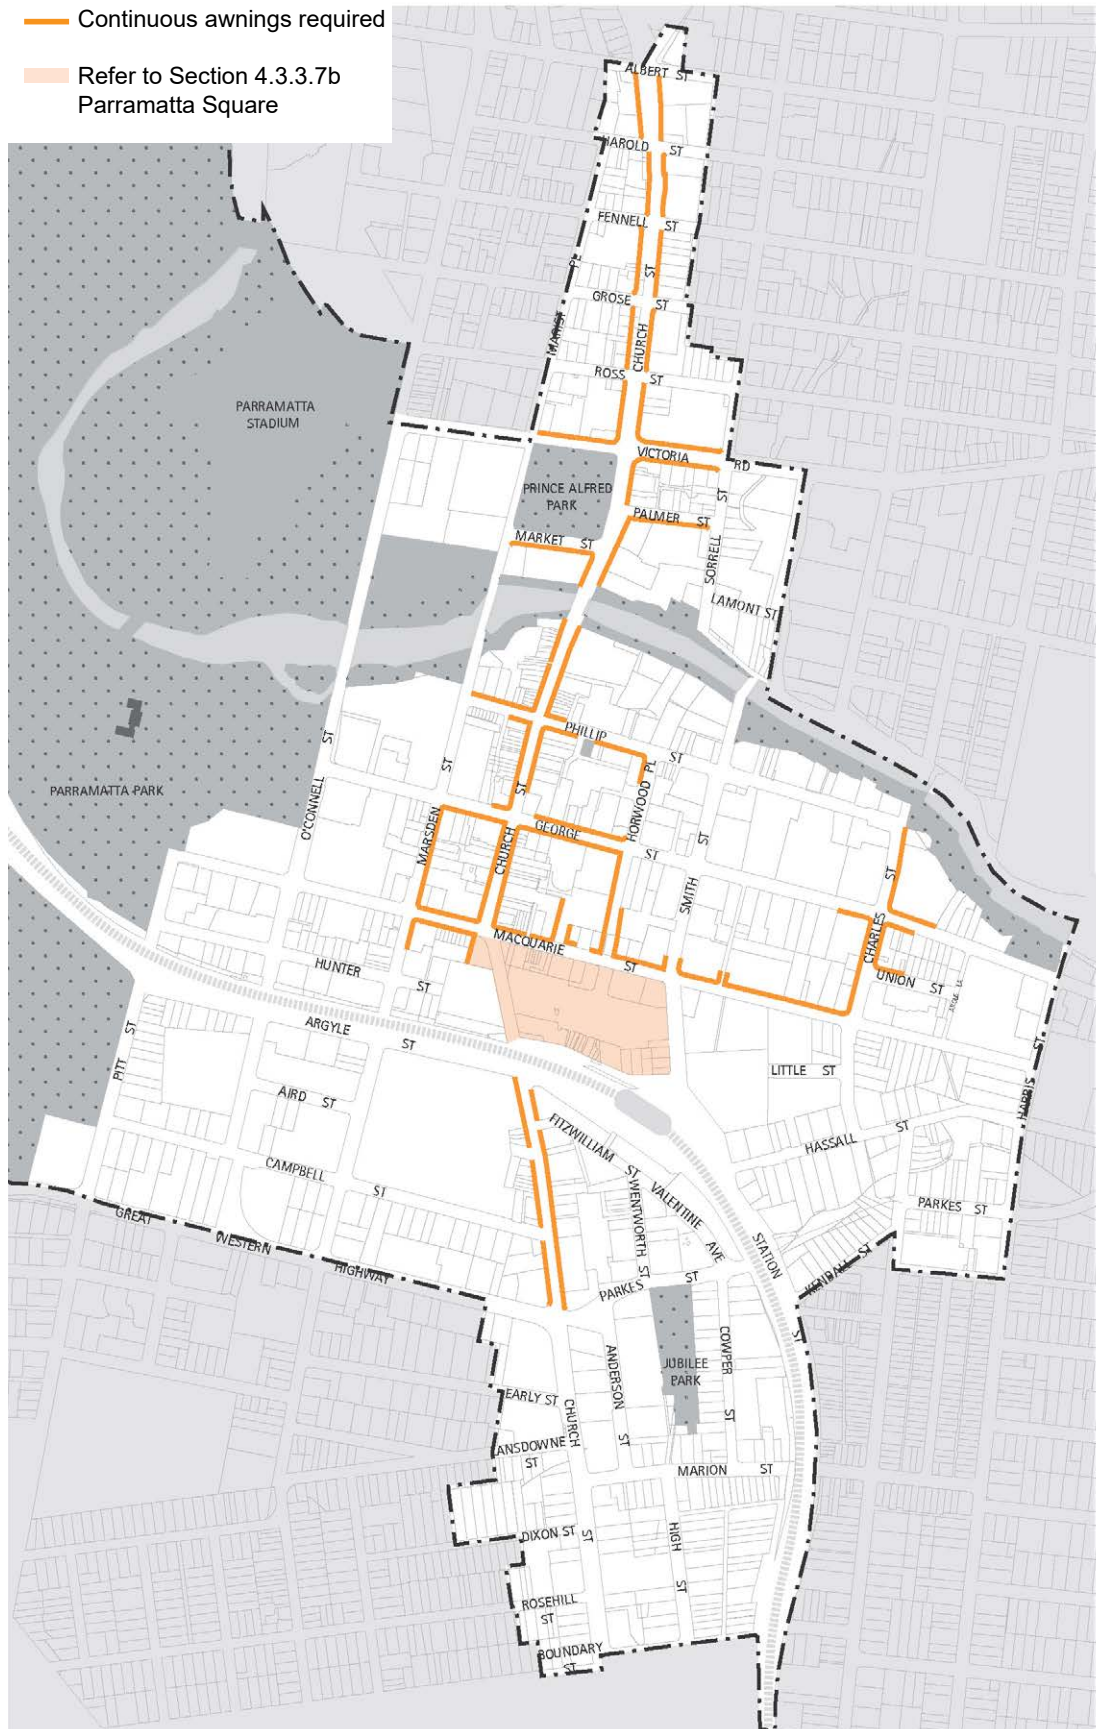 Continuous awnings required
Refer to Section 4.3.3.7b
Parramatta Square
ALBERT ST
HAROLD ST
FENNELL ST
PL
ST
GROSE ST
MARIST
CHURCH
ROSS ST
PARRAMATTA
STADIUM
VICTORIA RD
PRINCE ALFRED
PARK
ST
PALMER ST
MARKET ST
SORRELL
LAMONT ST
PHILLIP ST
ST
ST
ST
HORWOOD PL
PARRAMATTA PARK
O'CONNELL
MARSDEN
CHURCH
GEORGE ST
ST
SMITH
ST
CHARLES
MACQUARIE ST
HUNTER ST
UNION ST
ARGYLE ST
ST
PITT
LITTLE ST
ST
HARRIS
AIRD ST
FITZWILLIAM ST
HASSALL ST
CAMPBELL ST
WENTWORTH ST
VALENTINE AVE
PARKES ST
GREAT WESTERN HIGHWAY
STATION ST
KENDALL ST
PARKES ST
COWPER ST
JUBILEE
PARK
ANDERSON ST
EARLY ST
CHURCH ST
ANSDOWNE
ST
MARION ST
DIXON ST
HIGH ST
ROSEHILL
ST
BOUNDARY
ST